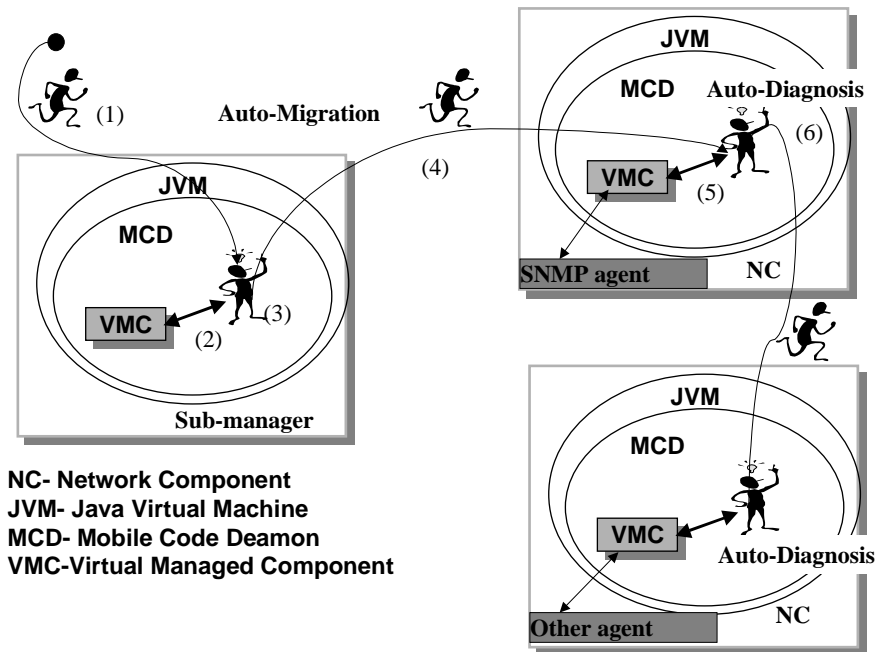 (1)
Auto-Migration
(4)
JVM
MCD
VMC
(2)
(3)
Sub-manager
JVM
MCD
Auto-Diagnosis
(6)
VMC
(5)
SNMP agent
NC
JVM
MCD
VMC
Auto-Diagnosis
Other agent
NC
NC- Network Component
JVM- Java Virtual Machine
MCD- Mobile Code Deamon
VMC-Virtual Managed Component